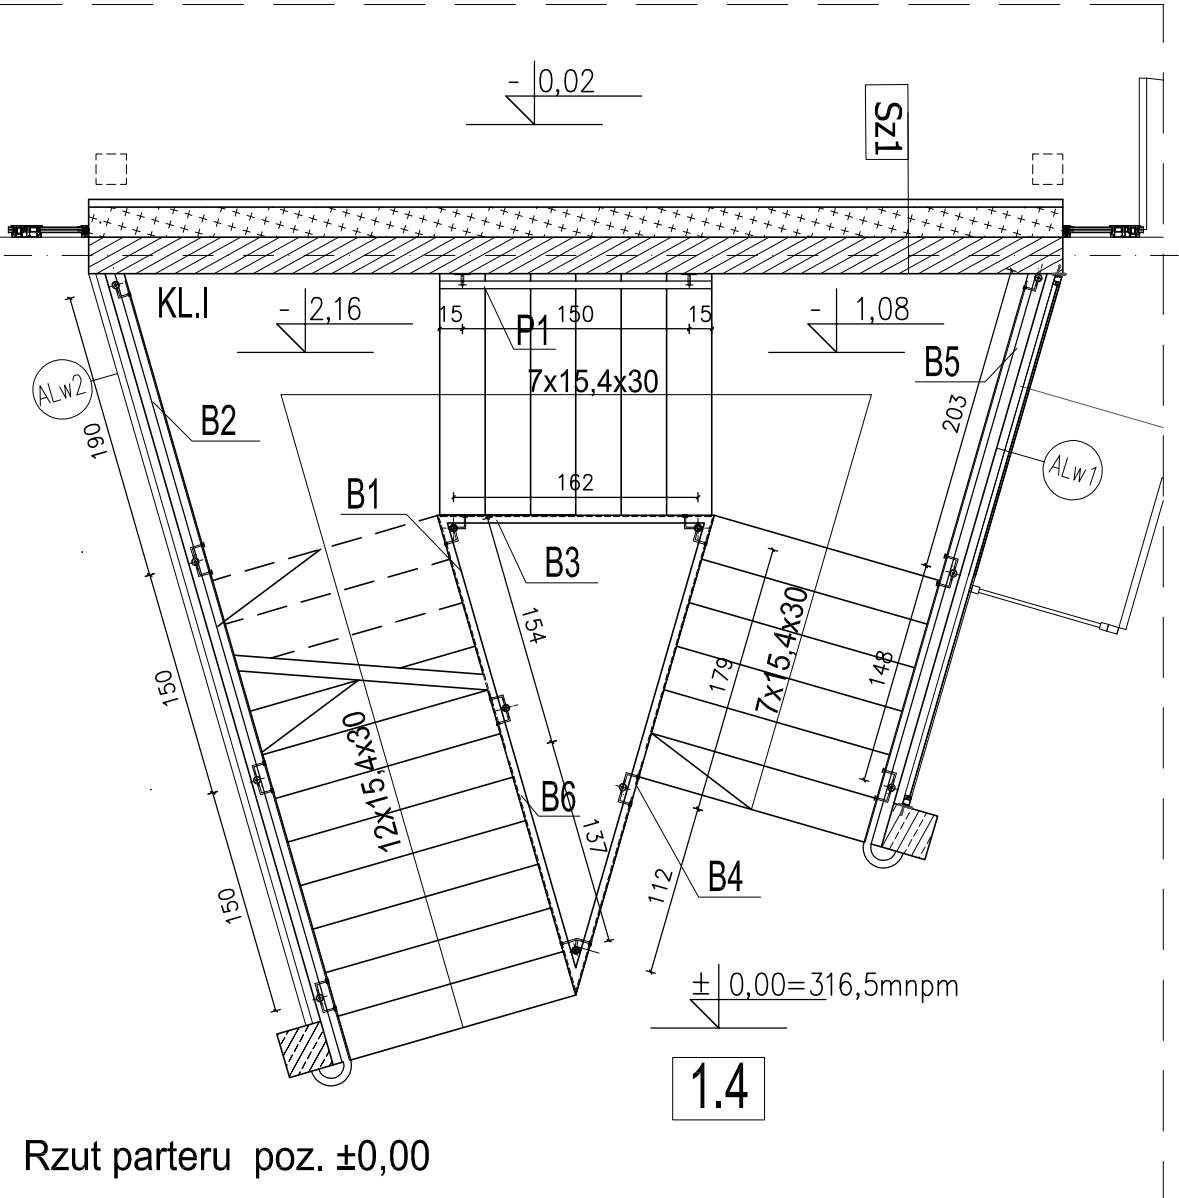 - 0,02
Sz1
KL.I
- 2,16
15 150 15
P1
- 1,08
B5
ALw2
7x15,4x30
B2
203
190
162
B1
ALw1
B3
154
7x15,4x30
179
148
150
12x15,4x30
B6
137
B4
112
150
± 0,00=316,5mnpm
1.4
Rzut parteru poz. ±0,00